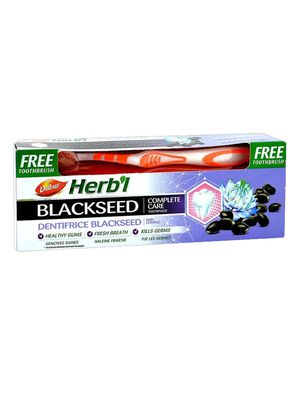 FREE
TOOTHBRUSH
FREE
TOOTHBRUSH
Dabur
Herb'l
BLACKSEED
COMPLETE
CARE
TOOTHPASTE
DENTIFRICE BLACKSEED
HEALTHY GUMS
FRESH BREATH
KILLS GERMS
GENCIVES SAINES
HALEINE FRAÎCHE
TUE LES GERMES